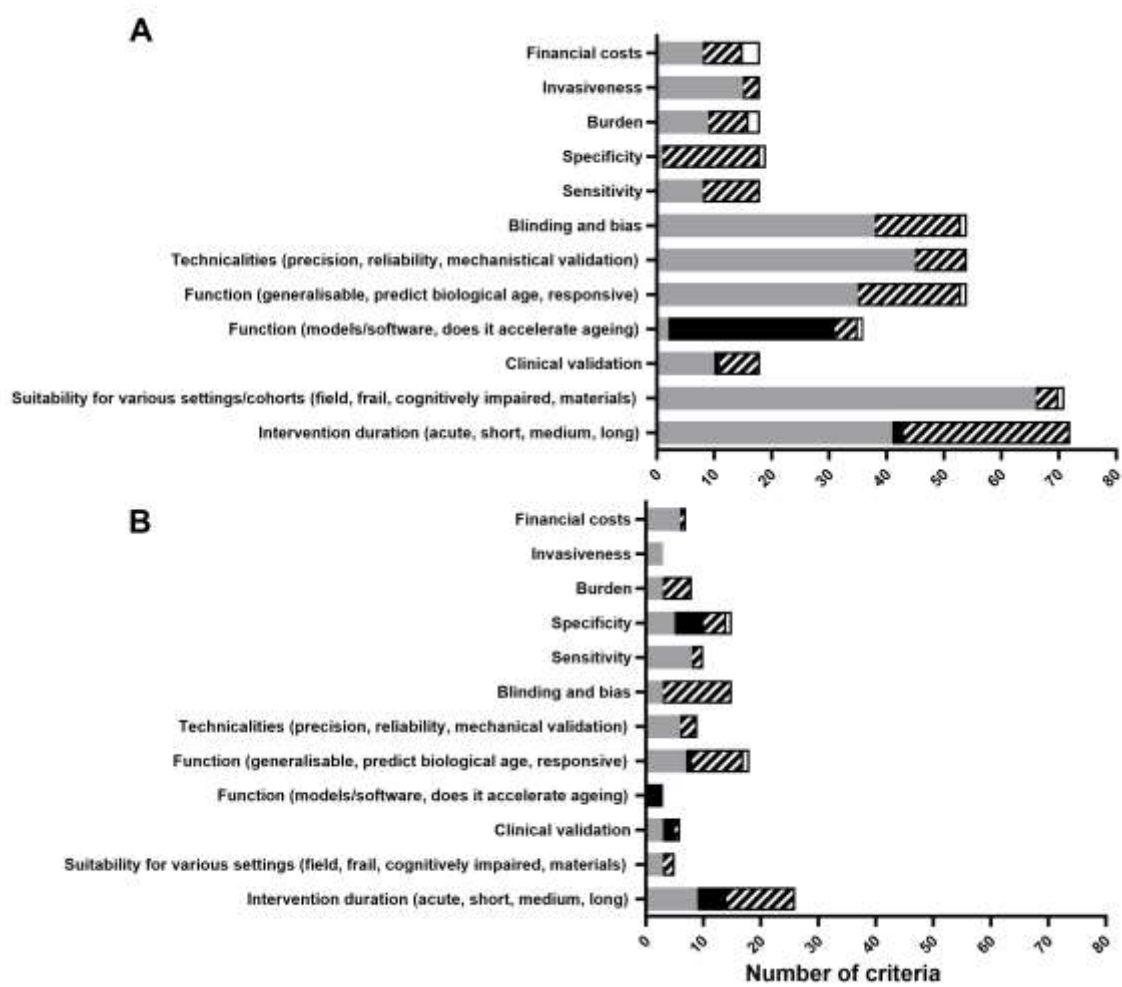 A
Financial costs
Invasiveness
Burden
Specificity
Sensitivity
Blinding and bias
Technicalities (precision, reliability, mechanistical validation)
Function (generalisable, predict biological age, responsive)
Function (models/software, does it accelerate ageing)
Clinical validation
Suitability for various settings/cohorts (field, frail, cognitively impaired, materials)
Intervention duration (acute, short, medium, long)
0 10 20 30 40 50 60 70 80
B
Financial costs
Invasiveness
Burden
Specificity
Sensitivity
Blinding and bias
Technicalities (precision, reliability, mechanical validation)
Function (generalisable, predict biological age, responsive)
Function (models/software, does it accelerate ageing)
Clinical validation
Suitability for various settings (field, frail, cognitively impaired, materials)
Intervention duration (acute, short, medium, long)
0 10 20 30 40 50 60 70 80
Number of criteria